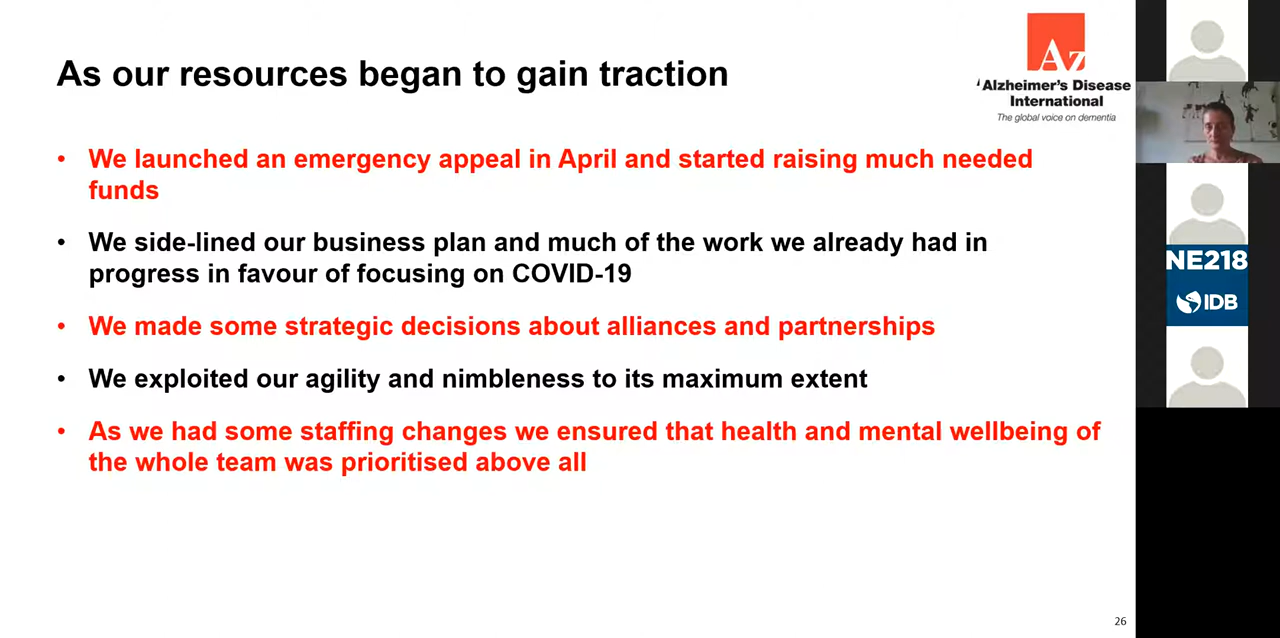 As our resources began to gain traction
Az
Alzheimer's Disease
International
The global voice on dementia
• We launched an emergency appeal in April and started raising much needed
funds
• We side-lined our business plan and much of the work we already had in
progress in favour of focusing on COVID-19
• We made some strategic decisions about alliances and partnerships
• We exploited our agility and nimbleness to its maximum extent
• As we had some staffing changes we ensured that health and mental wellbeing of
the whole team was prioritised above all
26
NE218
IDB